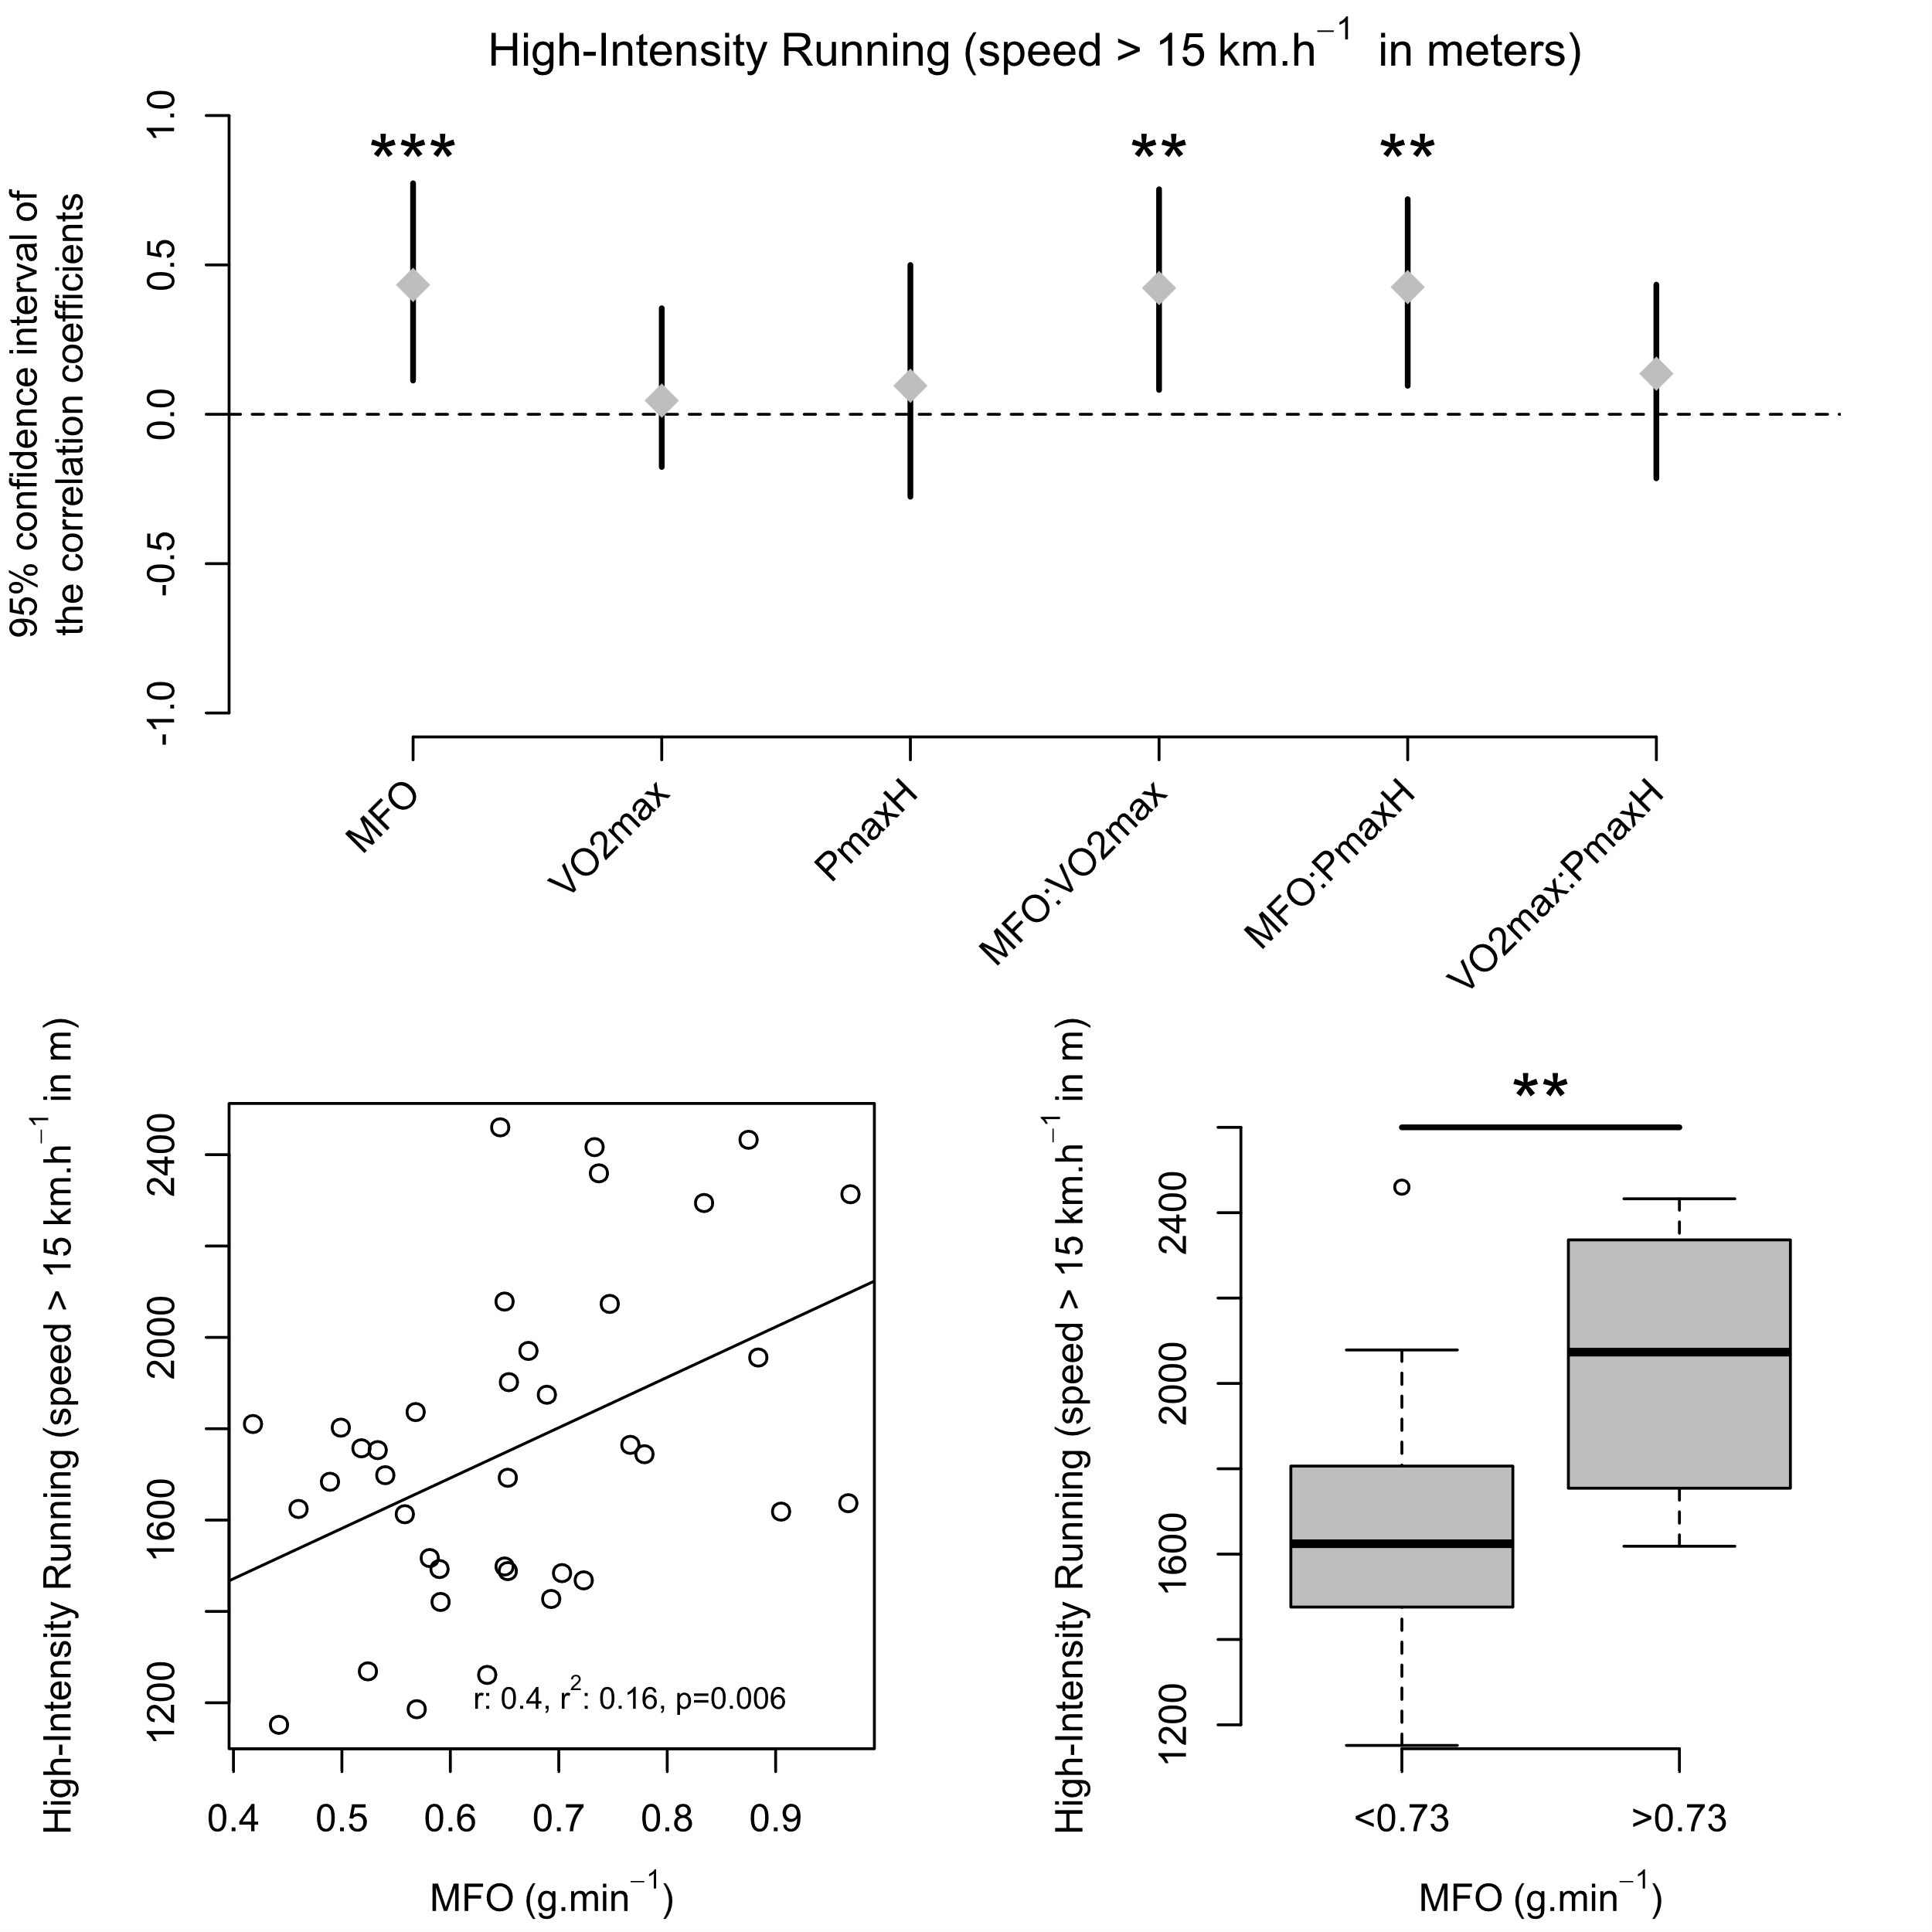 High-Intensity Running (speed > 15 km.h⁻¹ in meters)
95% confidence interval of
the correlation coefficients
1.0
0.5
0.0
-0.5
-1.0
***
**
**
MFO
VO2max
PmaxH
MFO:VO2max
MFO:PmaxH
VO2max:PmaxH
High-Intensity Running (speed > 15 km.h⁻¹ in m)
2400
2000
1600
1200
r: 0.4, r²: 0.16, p=0.006
0.4
0.5
0.6
0.7
0.8
0.9
MFO (g.min⁻¹)
High-Intensity Running (speed > 15 km.h⁻¹ in m)
**
2400
2000
1600
1200
<0.73
>0.73
MFO (g.min⁻¹)